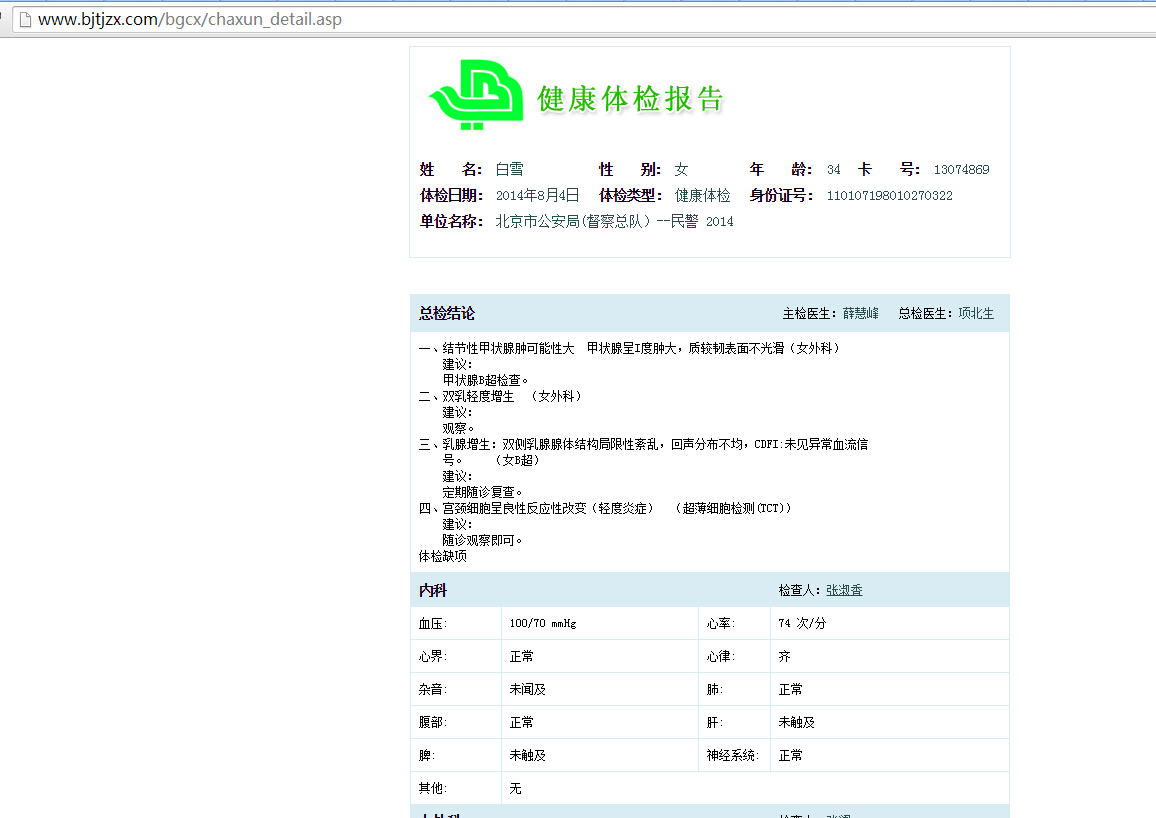 www.bjtjzx.com/bgcx/chaxun_detail.asp
健康体检报告
姓 名: 白雪 性 别: 女 年 龄: 34 卡 号: 13074869
体检日期: 2014年8月4日 体检类型: 健康体检 身份证号: 110107198010270322
单位名称: 北京市公安局(督察总队) --民警 2014
总检结论 主检医生: 薛慧峰 总检医生: 项北生
一、结节性甲状腺肿可能性大 甲状腺呈I度肿大，质较韧表面不光滑（女外科）
建议:
甲状腺B超检查。
二、双乳轻度增生 （女外科）
建议:
观察。
三、乳腺增生: 双侧乳腺腺体结构局限性紊乱，回声分布不均，CDFI:未见异常血流信
号。 （女B超）
建议:
定期随诊复查。
四、宫颈细胞呈良性反应性改变（轻度炎症） （超薄细胞检测(TCT)）
建议:
随诊观察即可。
体检缺项
内科 检查人: 张淑香
血压: 100/70 mmHg 心率: 74 次/分
心界: 正常 心律: 齐
杂音: 未闻及 肺: 正常
腹部: 正常 肝: 未触及
脾: 未触及 神经系统: 正常
其他: 无